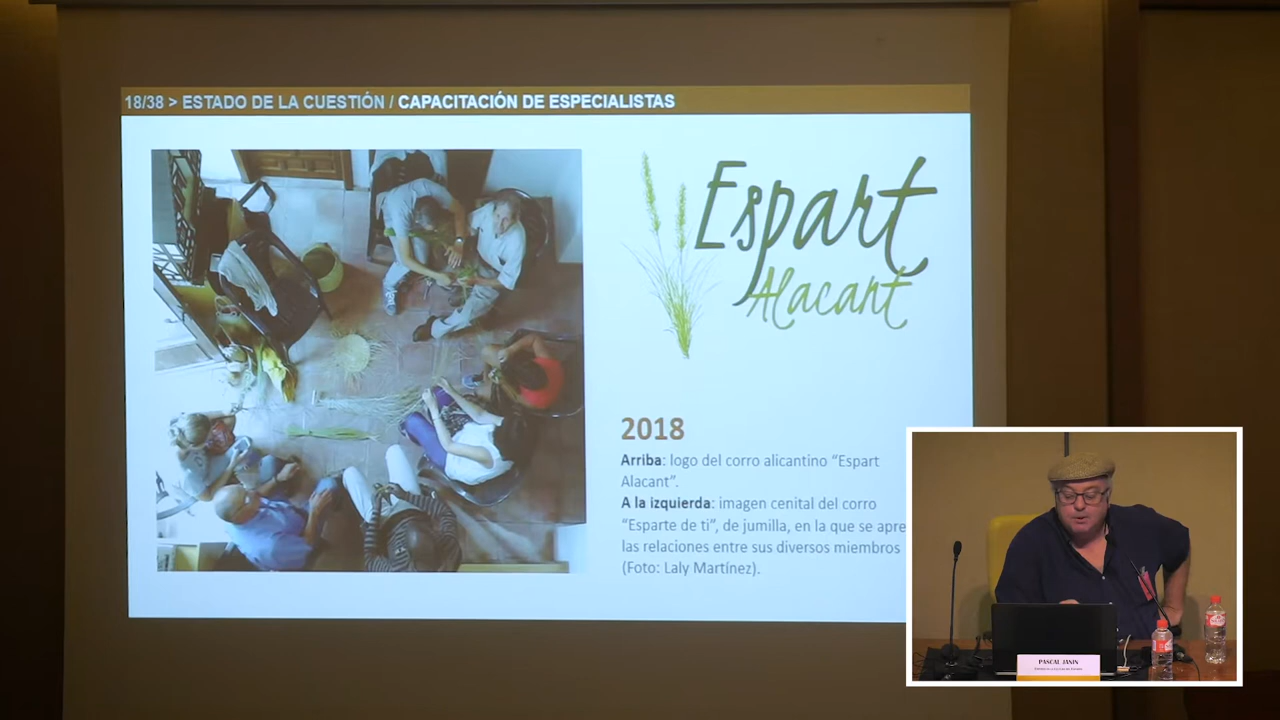 18/38 > ESTADO DE LA CUESTIÓN / CAPACITACIÓN DE ESPECIALISTAS
Espart
Alacant
2018
Arriba: logo del corro alicantino "Espart
Alacant".
A la izquierda: imagen cenital del corro
"Esparte de ti", de jumilla, en la que se apre
las relaciones entre sus diversos miembros
(Foto: Laly Martínez).
PASCAL JANIN